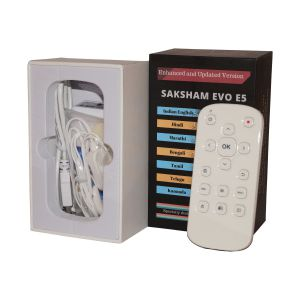 Enhanced and Updated Version
SAKSHAM EVO E5
Indian English
Hindi
Marathi
Bengali
Tamil
Telugu
Kannada
OK